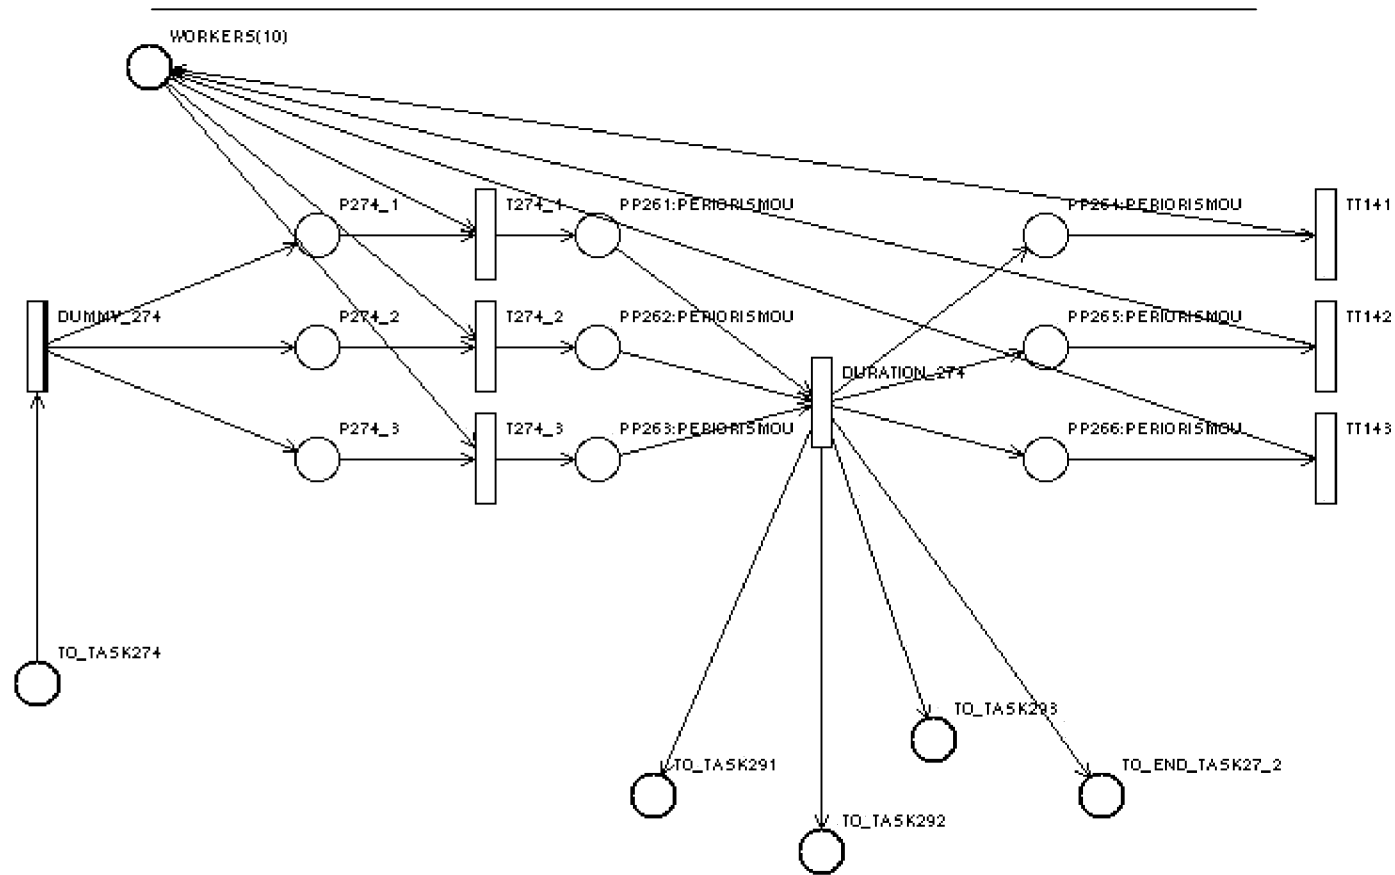 WORKERS(10)
P274_1
T274_1
PP261:PERIORISMOU
PP264:PERIORISMOU
TT141
DUMMY_274
P274_2
T274_2
PP262:PERIORISMOU
PP265:PERIORISMOU
TT142
DURATION_274
P274_3
T274_3
PP263:PERIORISMOU
PP266:PERIORISMOU
TT143
TO_TASK274
TO_TASK293
TO_TASK291
TO_END_TASK27_2
TO_TASK292